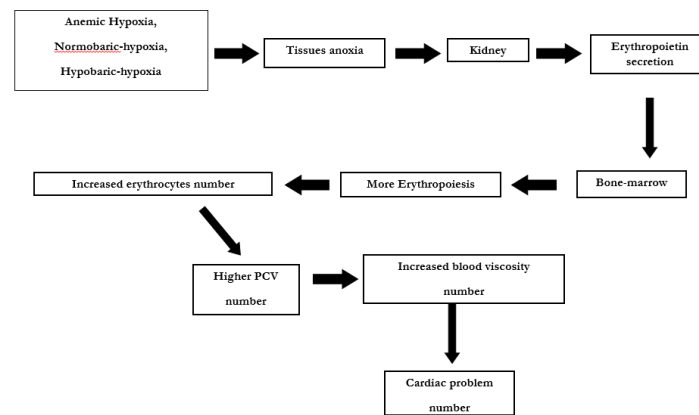 Anemic Hypoxia,
Normobaric-hypoxia,
Hypobaric-hypoxia
Tissues anoxia
Kidney
Erythropoietin
secretion
Bone-marrow
More Erythropoiesis
Increased erythrocytes number
Higher PCV
number
Increased blood viscosity
number
Cardiac problem
number